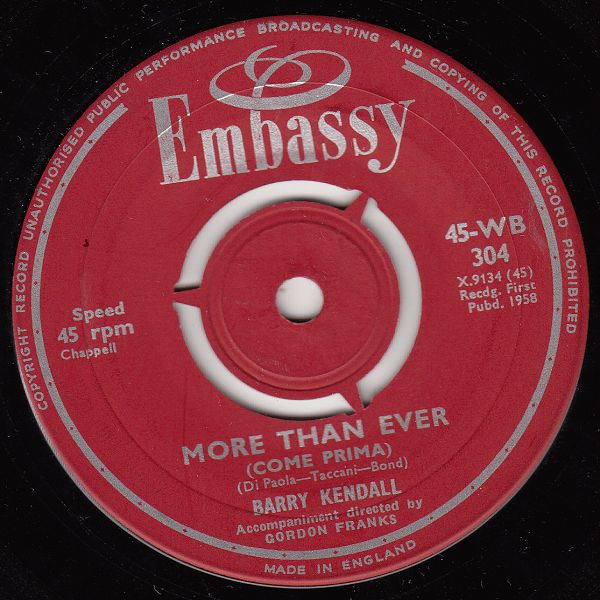 COPYRIGHT RECORD UNAUTHORISED PUBLIC PERFORMANCE BROADCASTING AND COPYING OF THIS RECORD PROHIBITED
Embassy
45-WB
304
X.9134 (45)
Recdg. First
Pubd. 1958
Speed
45 rpm
Chappell
MORE THAN EVER
(COME PRIMA)
(Di Paola—Taccani—Bond)
BARRY KENDALL
Accompaniment directed by
GORDON FRANKS
MADE IN ENGLAND